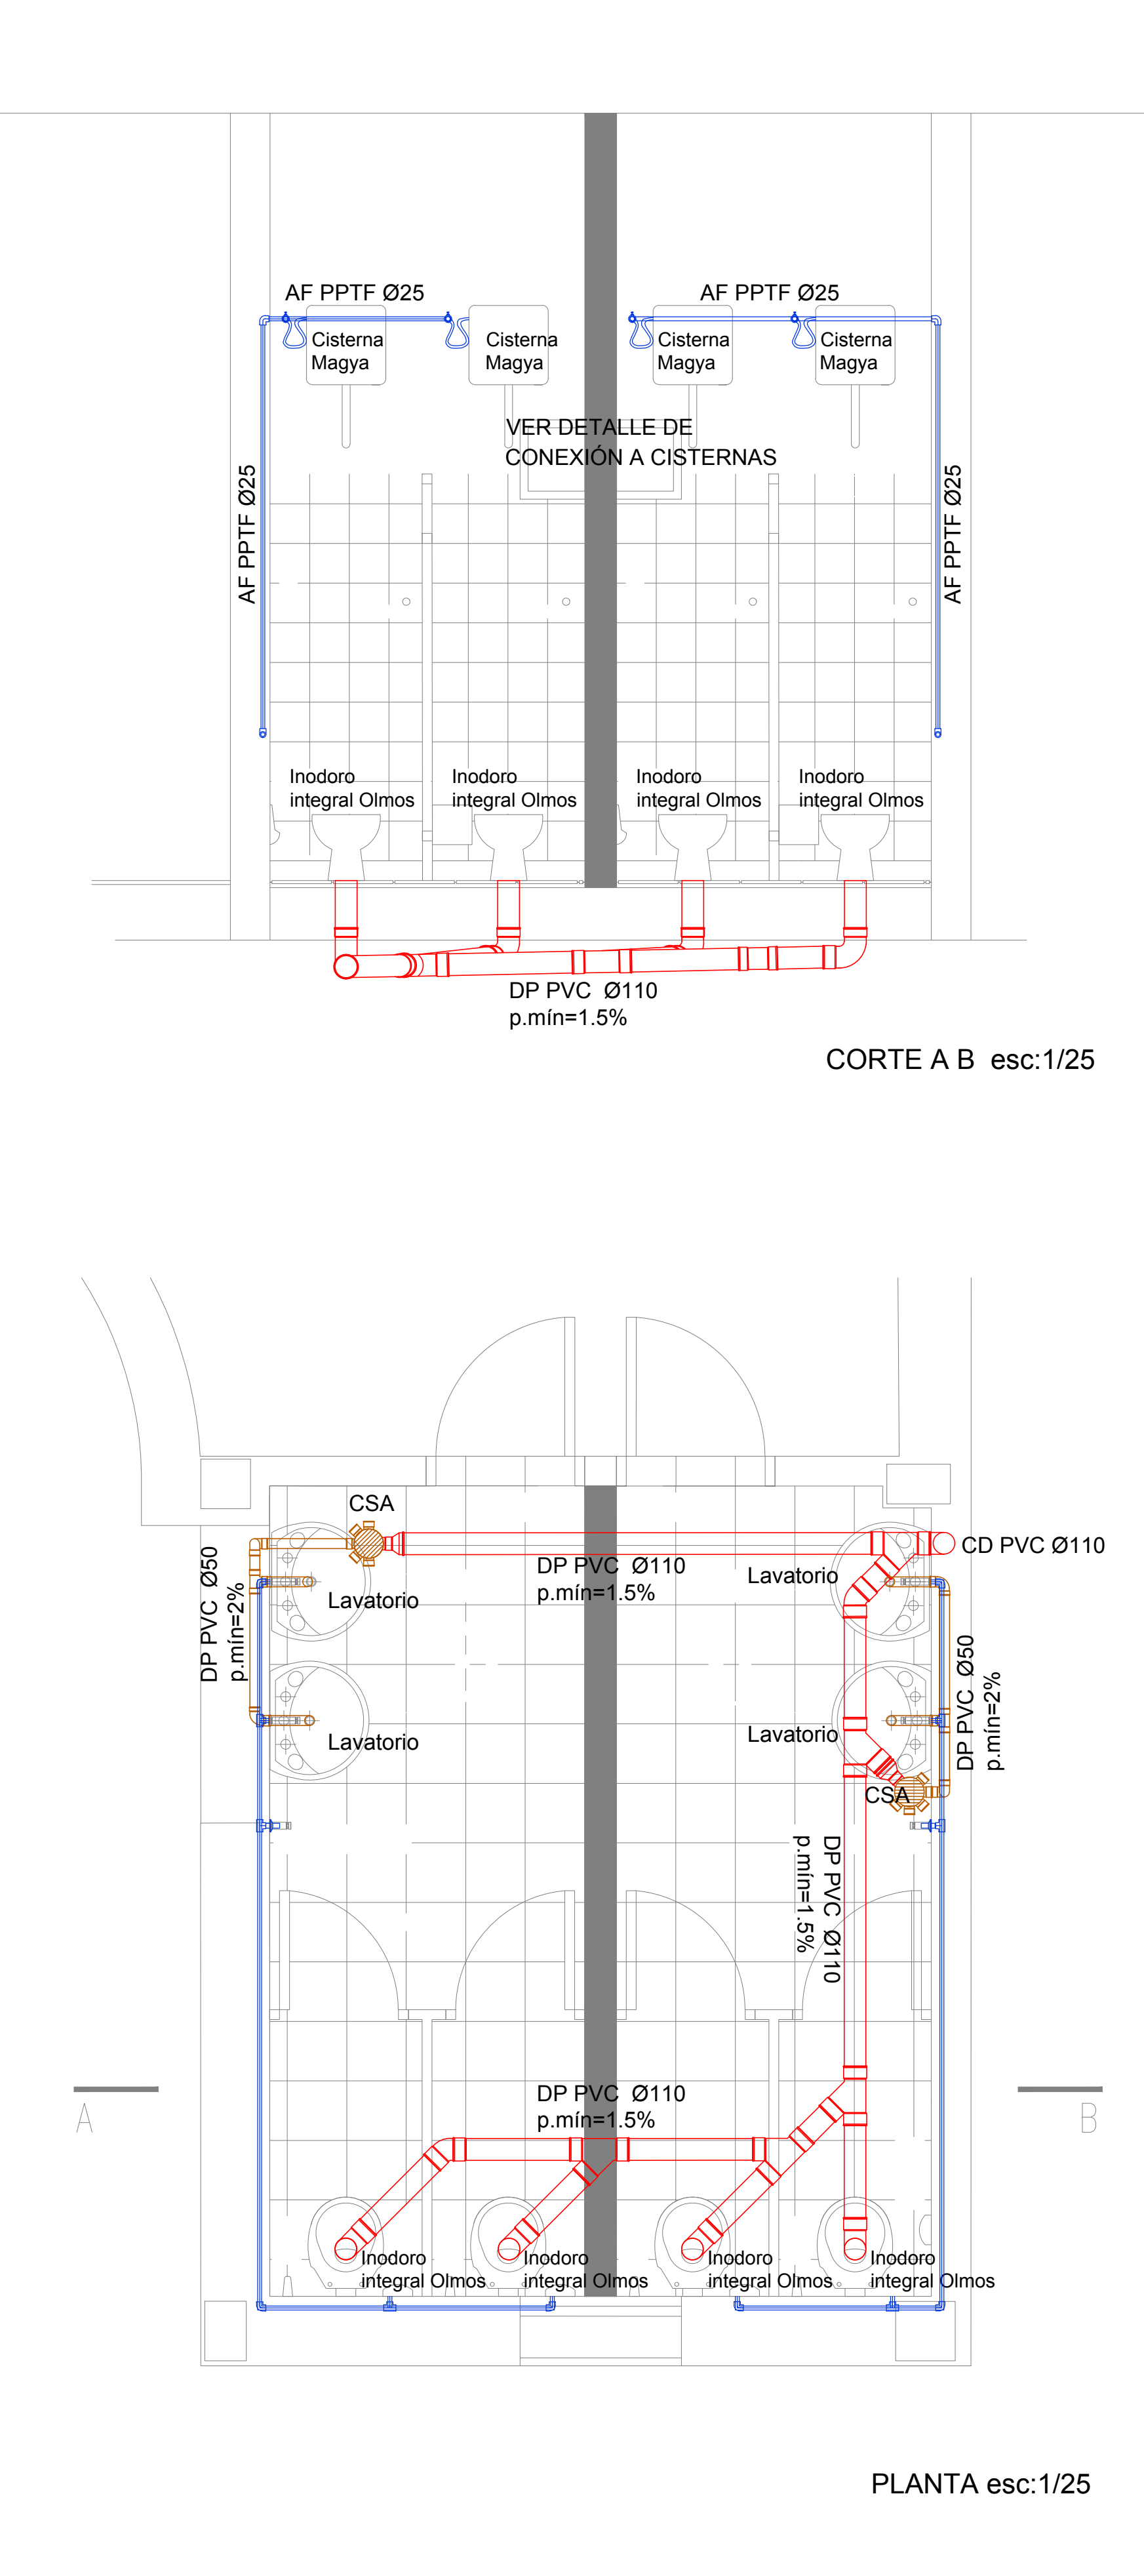 AF PPTF Ø25
AF PPTF Ø25
Cisterna
Magya
Cisterna
Magya
Cisterna
Magya
Cisterna
Magya
VER DETALLE DE
CONEXIÓN A CISTERNAS
AF PPTF Ø25
AF PPTF Ø25
Inodoro
integral Olmos
Inodoro
integral Olmos
Inodoro
integral Olmos
Inodoro
integral Olmos
DP PVC Ø110
p.mín=1.5%
CORTE A B esc:1/25
CSA
CD PVC Ø110
DP PVC Ø110
p.mín=1.5%
Lavatorio
Lavatorio
DP PVC Ø50
p.mín=2%
DP PVC Ø50
p.mín=2%
Lavatorio
Lavatorio
CSA
DP PVC Ø110
p.mín=1.5%
DP PVC Ø110
p.mín=1.5%
A
B
Inodoro
integral Olmos
Inodoro
integral Olmos
Inodoro
integral Olmos
Inodoro
integral Olmos
PLANTA esc:1/25